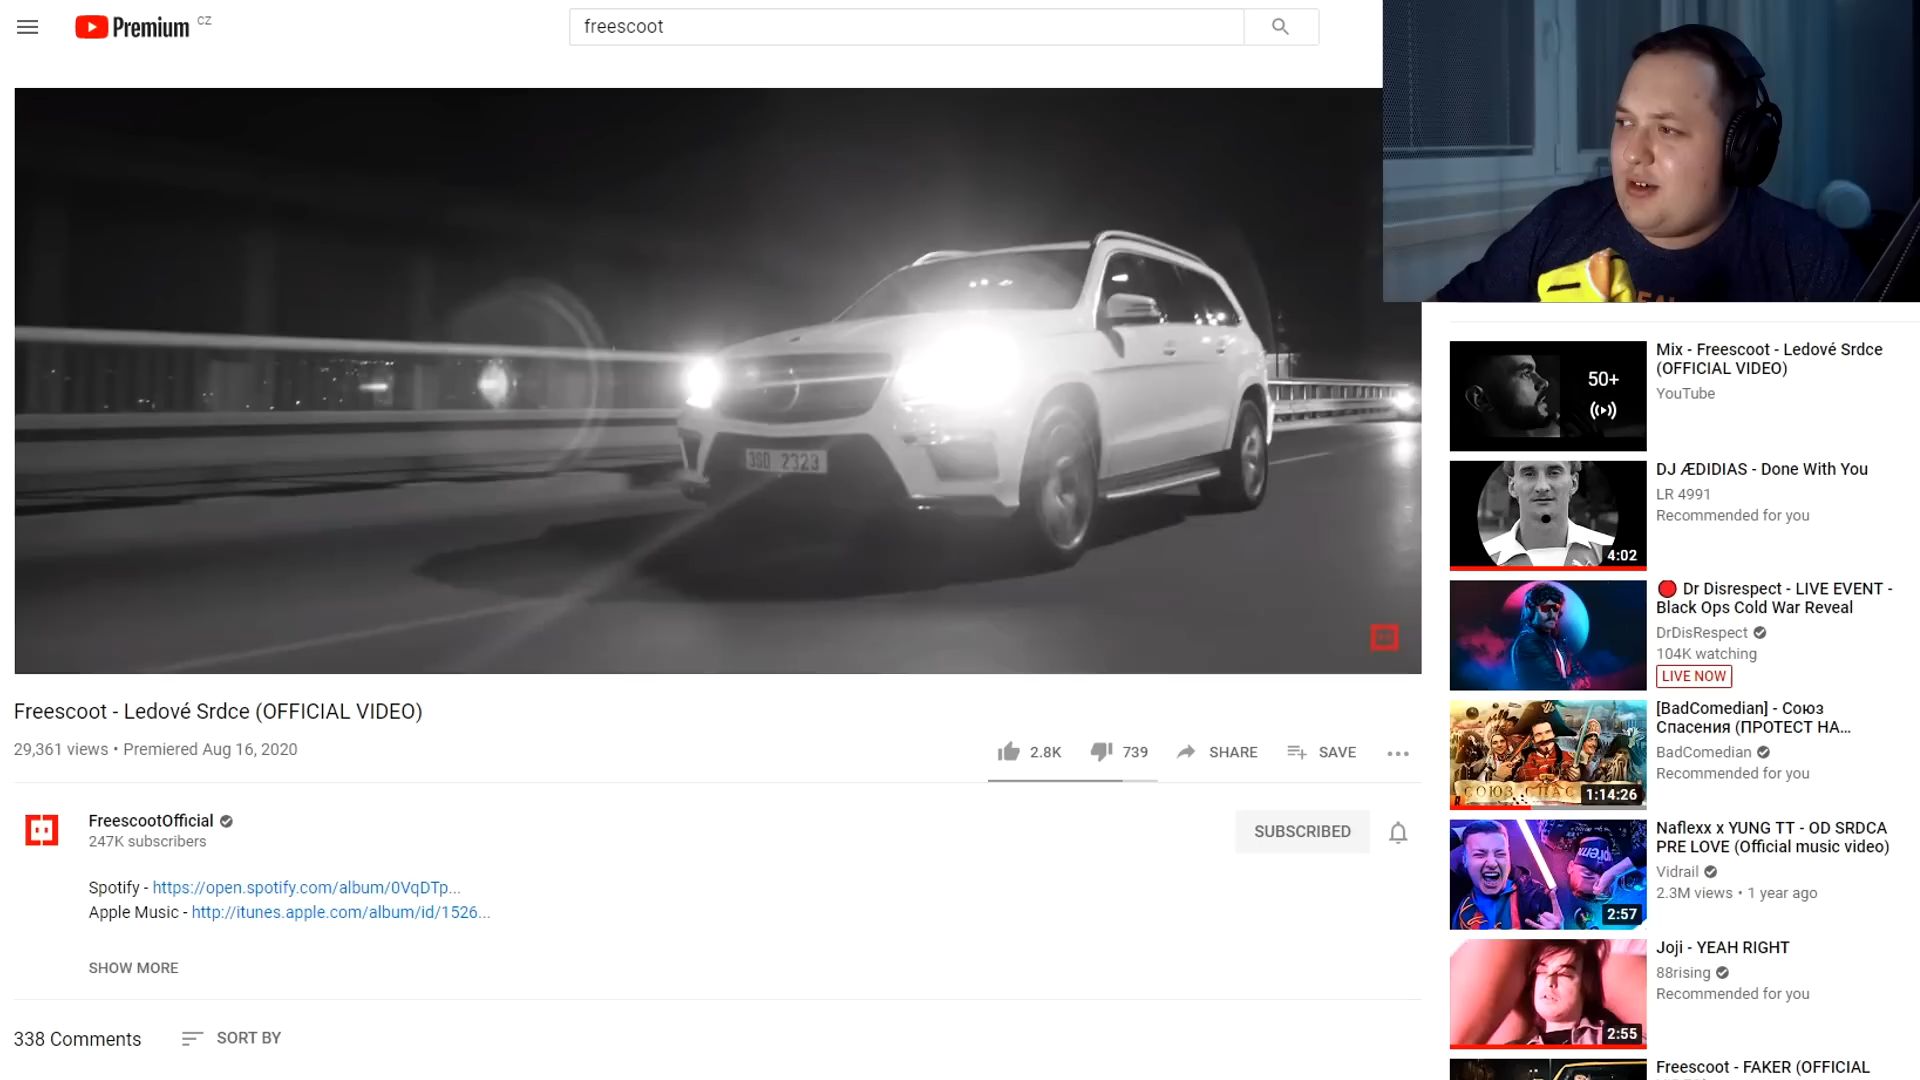 Premium CZ
freescoot
3SD 2323
Freescoot - Ledové Srdce (OFFICIAL VIDEO)
29,361 views • Premiered Aug 16, 2020
2.8K
739
SHARE
SAVE
FreescootOfficial
247K subscribers
SUBSCRIBED
Spotify - https://open.spotify.com/album/0VqDTp...
Apple Music - http://itunes.apple.com/album/id/1526...
SHOW MORE
338 Comments
SORT BY
50+
Mix - Freescoot - Ledové Srdce
(OFFICIAL VIDEO)
YouTube
4:02
DJ ÆDIDIAS - Done With You
LR 4991
Recommended for you
Dr Disrespect - LIVE EVENT -
Black Ops Cold War Reveal
DrDisRespect
104K watching
LIVE NOW
СОЮЗ СПАС
1:14:26
[BadComedian] - Союз
Спасения (ПРОТЕСТ НА...
BadComedian
Recommended for you
2:57
Naflexx x YUNG TT - OD SRDCA
PRE LOVE (Official music video)
Vidrail
2.3M views • 1 year ago
2:55
Joji - YEAH RIGHT
88rising
Recommended for you
Freescoot - FAKER (OFFICIAL